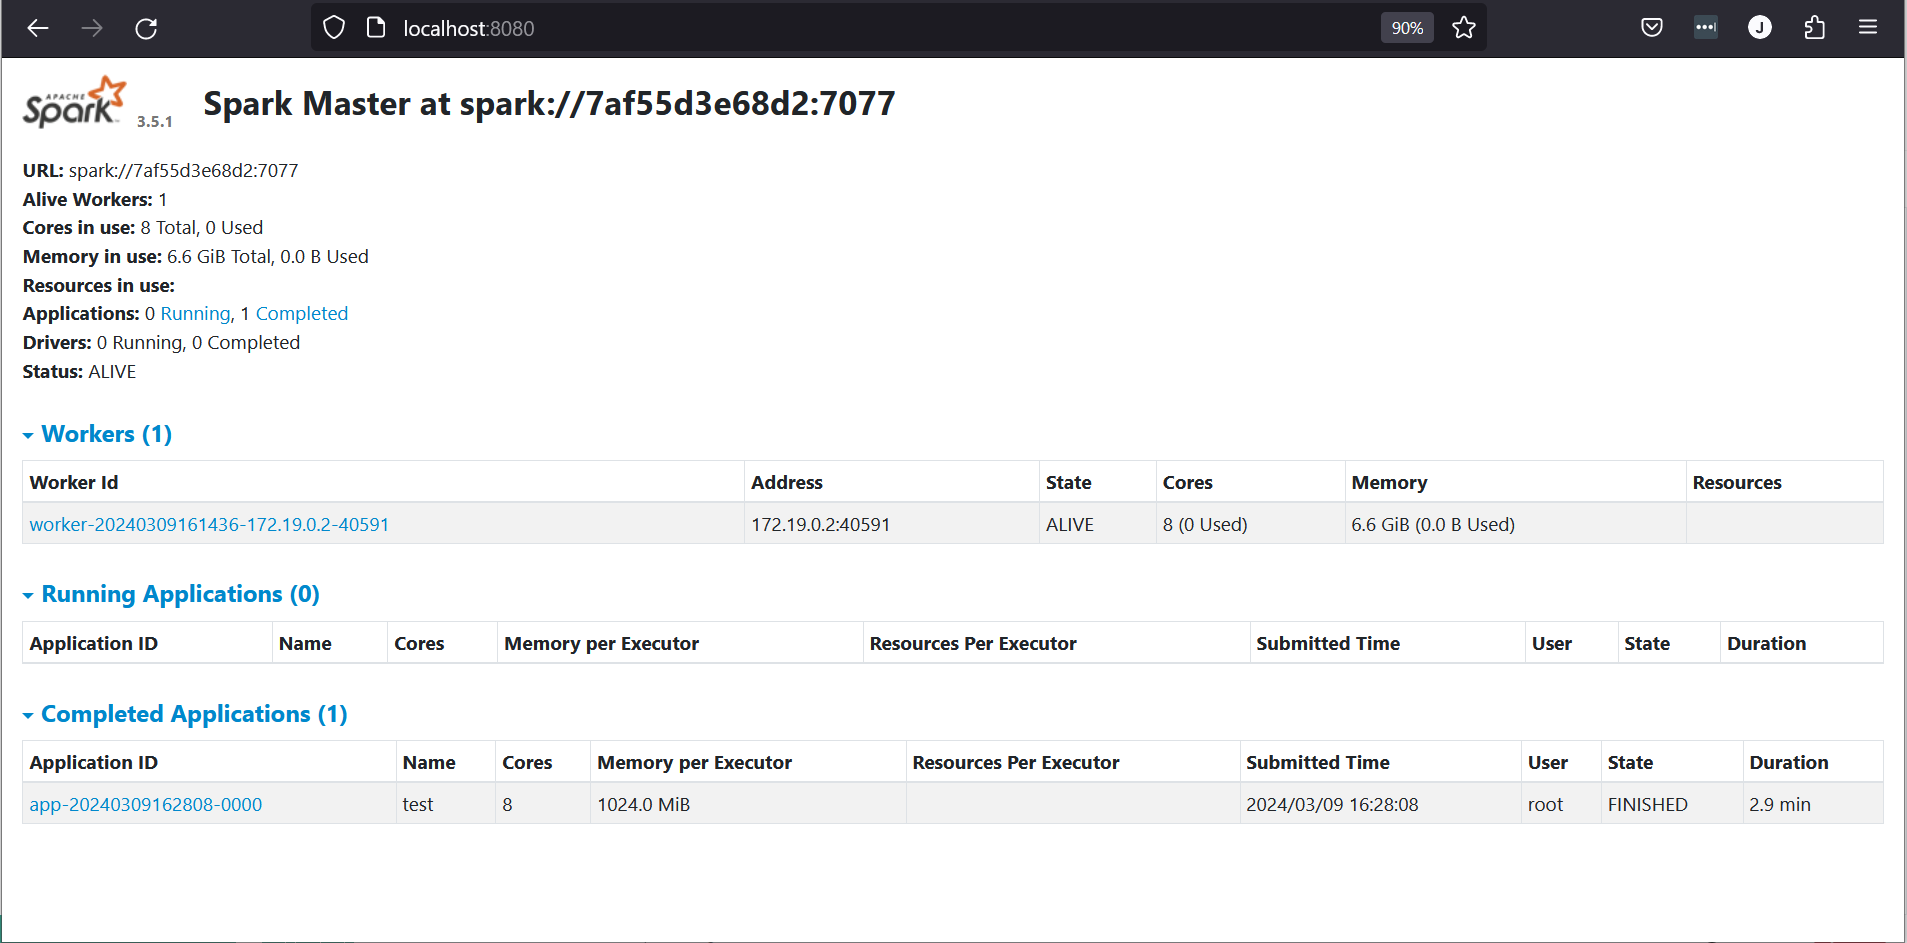 localhost:8080
90%
J
APACHE
Spark™ 3.5.1
Spark Master at spark://7af55d3e68d2:7077
URL: spark://7af55d3e68d2:7077
Alive Workers: 1
Cores in use: 8 Total, 0 Used
Memory in use: 6.6 GiB Total, 0.0 B Used
Resources in use:
Applications: 0 Running, 1 Completed
Drivers: 0 Running, 0 Completed
Status: ALIVE
Workers (1)
Worker Id Address State Cores Memory Resources
worker-20240309161436-172.19.0.2-40591 172.19.0.2:40591 ALIVE 8 (0 Used) 6.6 GiB (0.0 B Used)
Running Applications (0)
Application ID Name Cores Memory per Executor Resources Per Executor Submitted Time User State Duration
Completed Applications (1)
Application ID Name Cores Memory per Executor Resources Per Executor Submitted Time User State Duration
app-20240309162808-0000 test 8 1024.0 MiB 2024/03/09 16:28:08 root FINISHED 2.9 min